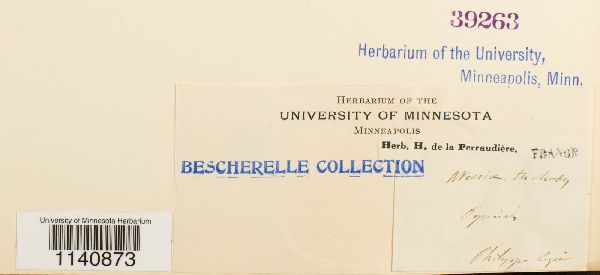 39263
Herbarium of the University,
Minneapolis, Minn.
HERBARIUM OF THE
UNIVERSITY OF MINNESOTA
MINNEAPOLIS
Herb. H. de la Perraudière.
FRANCE
BESCHERELLE COLLECTION
University of Minnesota Herbarium
1140873